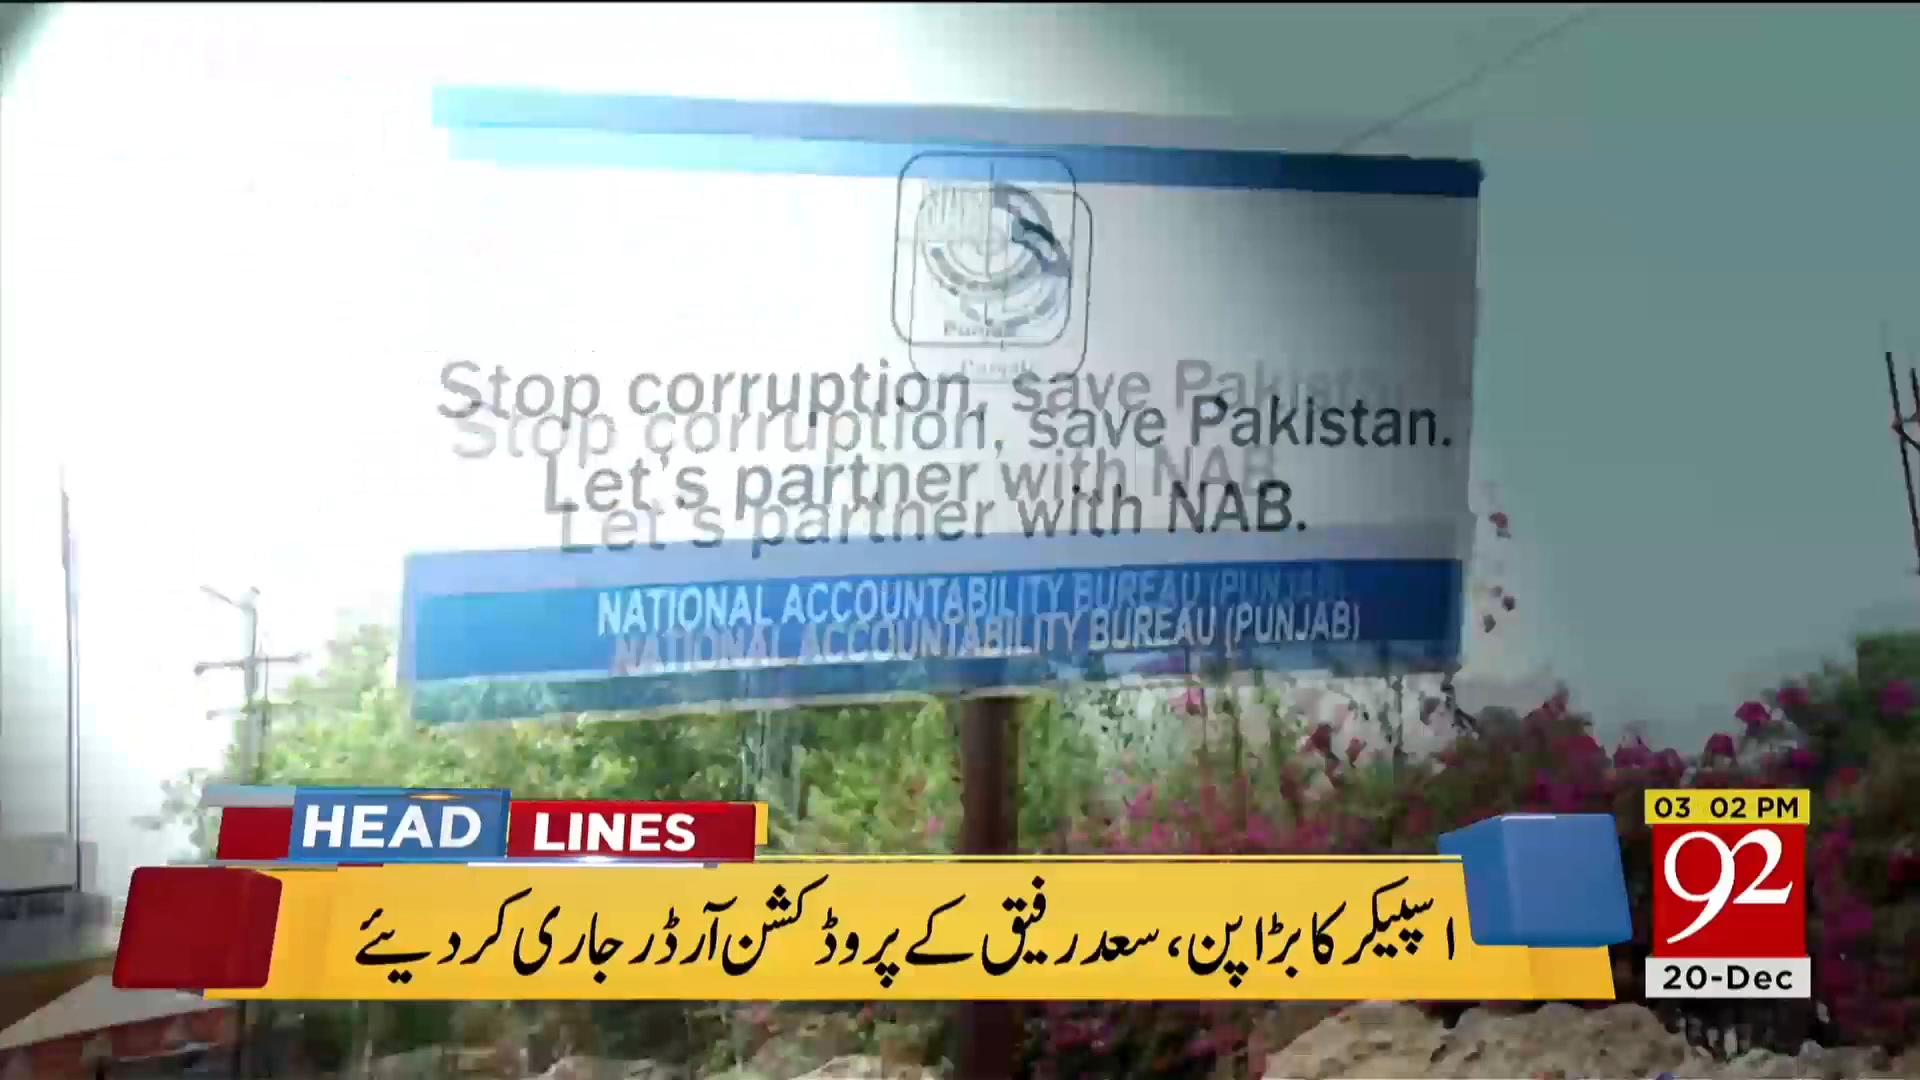 Punjab
Stop corruption, save Pakistan.
Let's partner with NAB.
NATIONAL ACCOUNTABILITY BUREAU (PUNJAB)
HEAD LINES
03 02 PM
92
اسپیکر کا بڑا پن، سعد رفیق کے پروڈکشن آرڈر جاری کر دیئے
20-Dec